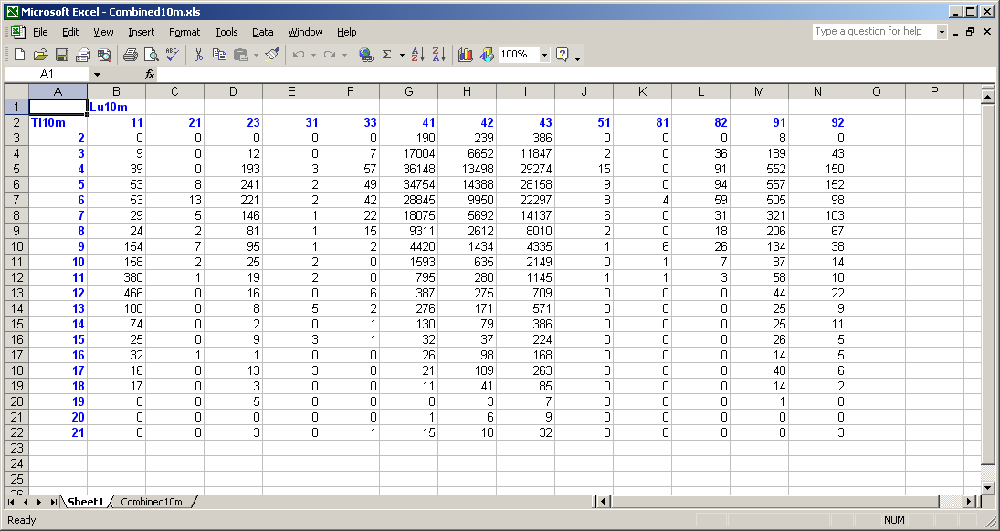 Microsoft Excel - Combined10m.xls
File Edit View Insert Format Tools Data Window Help Type a question for help
ABC Σ A Z Z A 100% ?
A1 fx
A B C D E F G H I J K L M N O P
1 Lu10m
2 Ti10m 11 21 23 31 33 41 42 43 51 81 82 91 92
3 2 0 0 0 0 0 190 239 386 0 0 0 8 0
4 3 9 0 12 0 7 17004 6652 11847 2 0 36 189 43
5 4 39 0 193 3 57 36148 13498 29274 15 0 91 552 150
6 5 53 8 241 2 49 34754 14388 28158 9 0 94 557 152
7 6 53 13 221 2 42 28845 9950 22297 8 4 59 505 98
8 7 29 5 146 1 22 18075 5692 14137 6 0 31 321 103
9 8 24 2 81 1 15 9311 2612 8010 2 0 18 206 67
10 9 154 7 95 1 2 4420 1434 4335 1 6 26 134 38
11 10 158 2 25 2 0 1593 635 2149 0 1 7 87 14
12 11 380 1 19 2 0 795 280 1145 1 1 3 58 10
13 12 466 0 16 0 6 387 275 709 0 0 0 44 22
14 13 100 0 8 5 2 276 171 571 0 0 0 25 9
15 14 74 0 2 0 1 130 79 386 0 0 0 25 11
16 15 25 0 9 3 1 32 37 224 0 0 0 26 5
17 16 32 1 1 0 0 26 98 168 0 0 0 14 5
18 17 16 0 13 3 0 21 109 263 0 0 0 48 6
19 18 17 0 3 0 0 11 41 85 0 0 0 14 2
20 19 0 0 5 0 0 0 3 7 0 0 0 1 0
21 20 0 0 0 0 0 1 6 9 0 0 0 0 0
22 21 0 0 3 0 1 15 10 32 0 0 0 8 3
23
24
25
26
Sheet1 Combined10m
Ready NUM